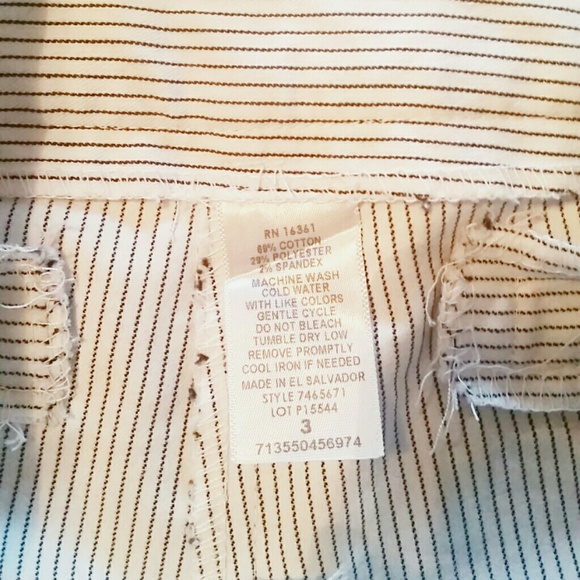 RN 16361
69% COTTON
29% POLYESTER
2% SPANDEX
MACHINE WASH
COLD WATER
WITH LIKE COLORS
GENTLE CYCLE
DO NOT BLEACH
TUMBLE DRY LOW
REMOVE PROMPTLY
COOL IRON IF NEEDED
MADE IN EL SALVADOR
STYLE 7465671
LOT P15544
3
713550456974